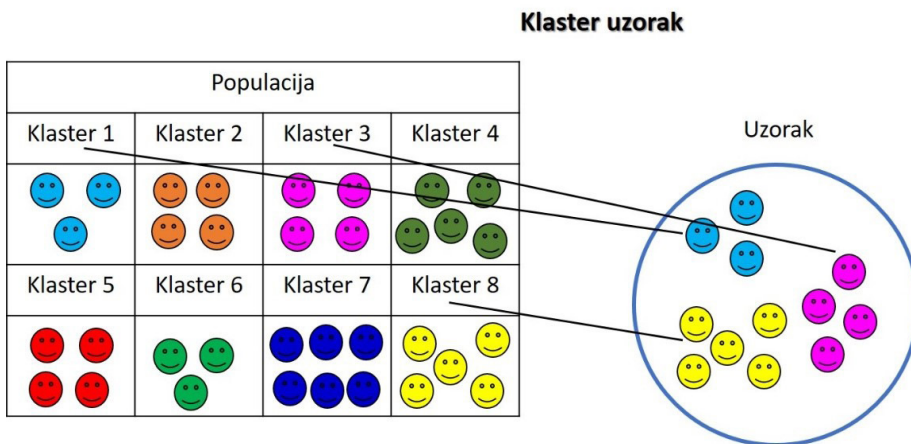 Klaster uzorak
Populacija
Klaster 1 Klaster 2 Klaster 3 Klaster 4
Uzorak
Klaster 5 Klaster 6 Klaster 7 Klaster 8